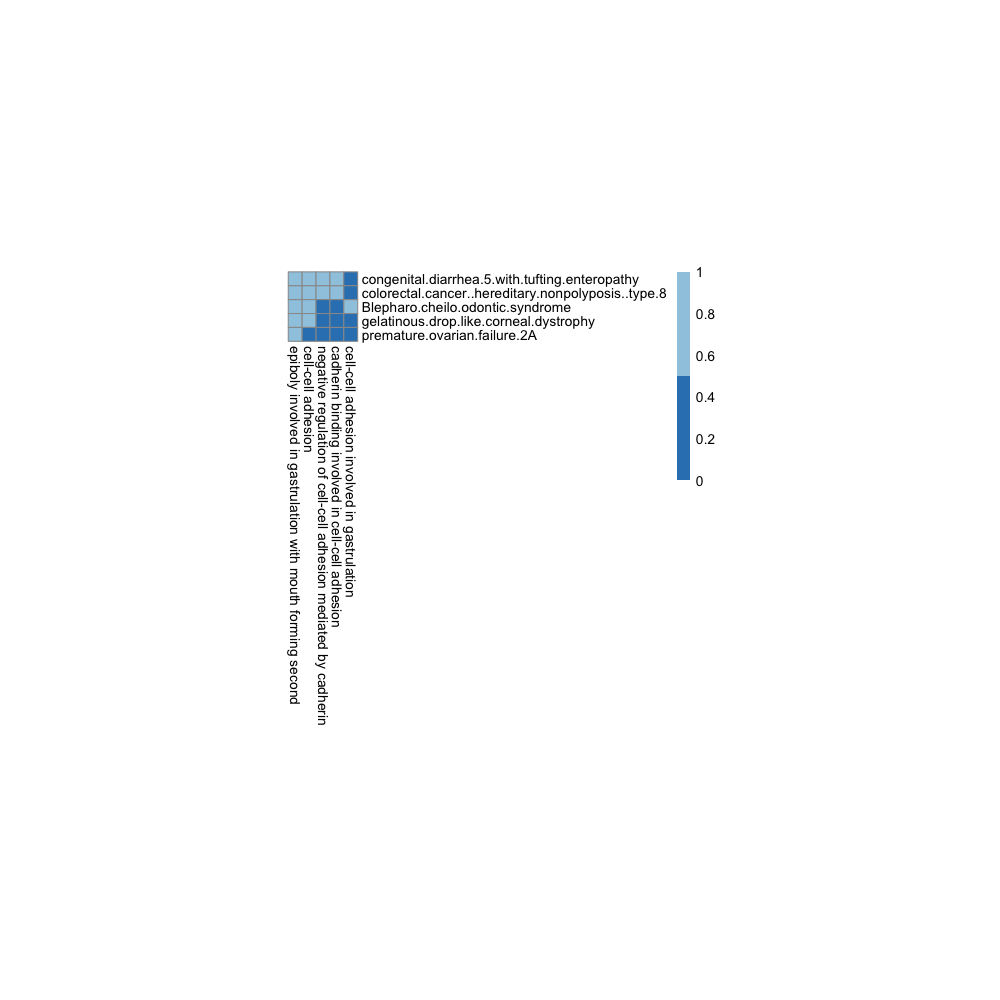 congenital.diarrhea.5.with.tufting.enteropathy
colorectal.cancer..hereditary.nonpolyposis..type.8
Blepharo.cheilo.odontic.syndrome
gelatinous.drop.like.corneal.dystrophy
premature.ovarian.failure.2A
epiboly involved in gastrulation with mouth forming second
cell-cell adhesion
negative regulation of cell-cell adhesion mediated by cadherin
cadherin binding involved in cell-cell adhesion
cell-cell adhesion involved in gastrulation
1
0.8
0.6
0.4
0.2
0